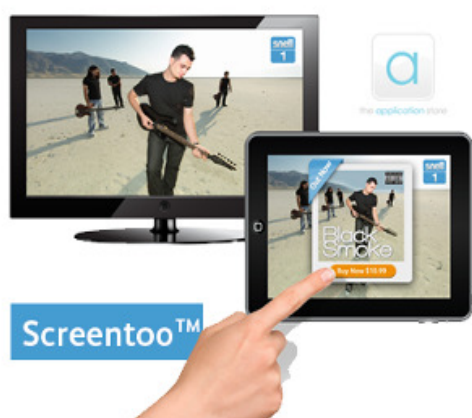 snell
1
a
the application store
Out Now
snell
1
Black
Smoke
Buy Now $10.99
Screentoo™